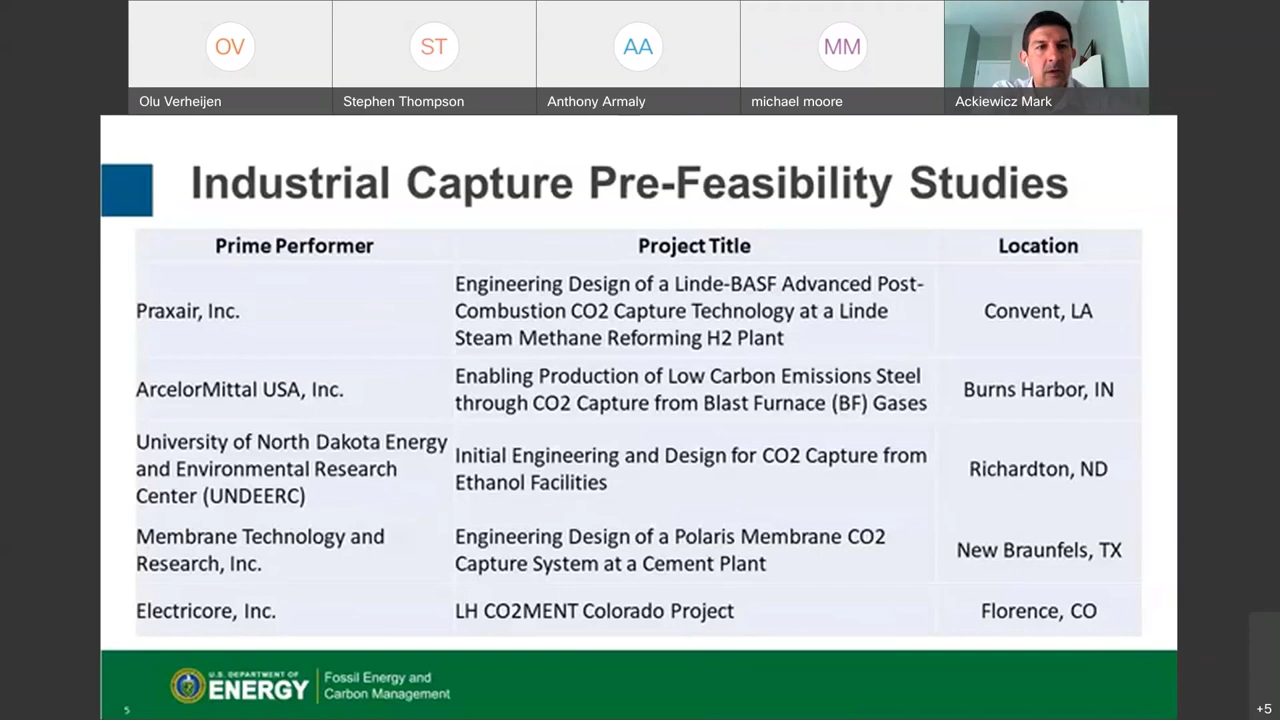 OV
ST
AA
MM
Olu Verheijen
Stephen Thompson
Anthony Armaly
michael moore
Ackiewicz Mark
Industrial Capture Pre-Feasibility Studies
Prime Performer
Project Title
Location
Praxair, Inc.
Engineering Design of a Linde-BASF Advanced Post-
Combustion CO2 Capture Technology at a Linde
Steam Methane Reforming H2 Plant
Convent, LA
ArcelorMittal USA, Inc.
Enabling Production of Low Carbon Emissions Steel
through CO2 Capture from Blast Furnace (BF) Gases
Burns Harbor, IN
University of North Dakota Energy
and Environmental Research
Center (UNDEERC)
Initial Engineering and Design for CO2 Capture from
Ethanol Facilities
Richardton, ND
Membrane Technology and
Research, Inc.
Engineering Design of a Polaris Membrane CO2
Capture System at a Cement Plant
New Braunfels, TX
Electricore, Inc.
LH CO2MENT Colorado Project
Florence, CO
U.S. DEPARTMENT OF
ENERGY
Fossil Energy and
Carbon Management
5
+5